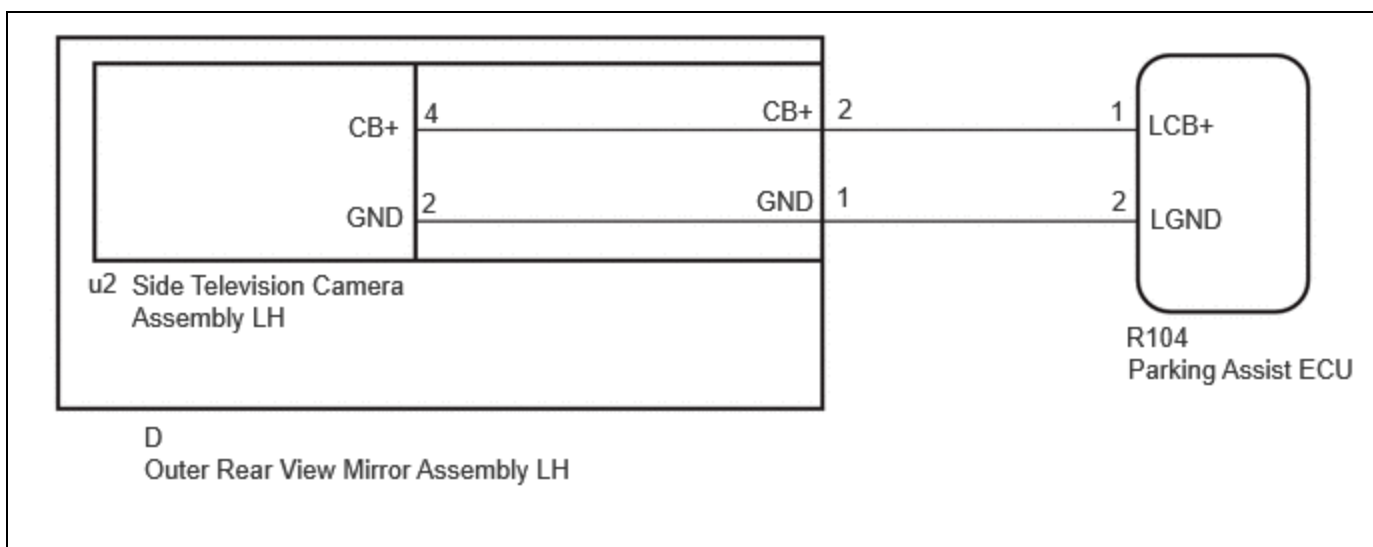 CB+ 4 CB+ 2 1 LCB+
GND 2 GND 1 2 LGND
u2 Side Television Camera
Assembly LH
R104
Parking Assist ECU
D
Outer Rear View Mirror Assembly LH